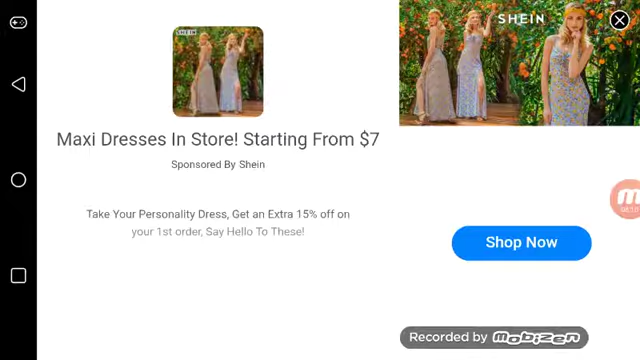 SHEIN
SHEIN
Maxi Dresses In Store! Starting From $7
Sponsored By Shein
Take Your Personality Dress, Get an Extra 15% off on
your 1st order, Say Hello To These!
Shop Now
Recorded by mobizen